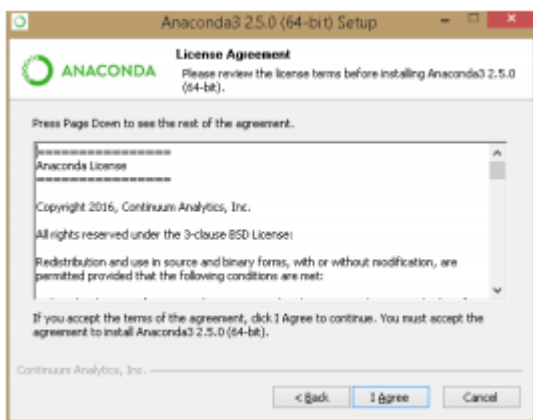 Anaconda3 2.5.0 (64-bit) Setup
ANACONDA
License Agreement
Please review the license terms before installing Anaconda3 2.5.0
(64-bit).
Press Page Down to see the rest of the agreement.
================
Anaconda License
================
Copyright 2016, Continuum Analytics, Inc.
All rights reserved under the 3-clause BSD License:
Redistribution and use in source and binary forms, with or without modification, are
permitted provided that the following conditions are met:
If you accept the terms of the agreement, click I Agree to continue. You must accept the
agreement to install Anaconda3 2.5.0 (64-bit).
Continuum Analytics, Inc.
< Back
I Agree
Cancel